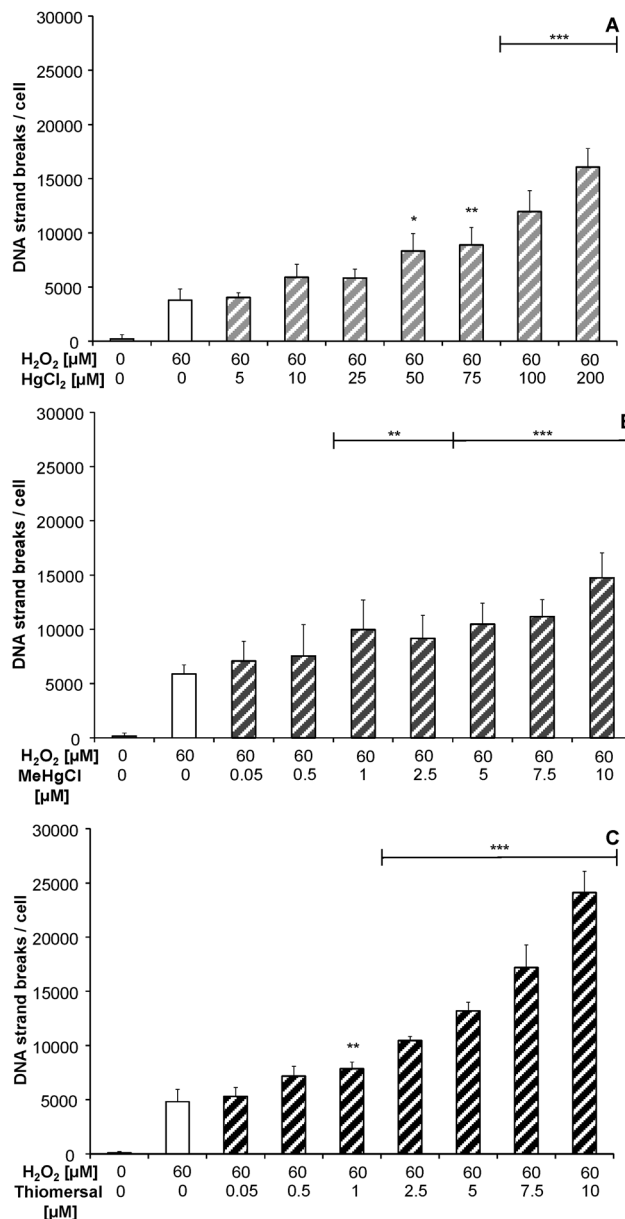 A
***
30000
25000
20000
15000
10000
5000
0
DNA strand breaks / cell
*
**
H₂O₂ [µM] 0 60 60 60 60 60 60 60 60
HgCl₂ [µM] 0 0 5 10 25 50 75 100 200
30000
25000
20000
15000
10000
5000
0
DNA strand breaks / cell
** ***
H₂O₂ [µM] 0 60 60 60 60 60 60 60 60
MeHgCl 0 0 0.05 0.5 1 2.5 5 7.5 10
[µM]
C
***
30000
25000
20000
15000
10000
5000
0
DNA strand breaks / cell
**
H₂O₂ [µM] 0 60 60 60 60 60 60 60 60
Thiomersal 0 0 0.05 0.5 1 2.5 5 7.5 10
[µM]